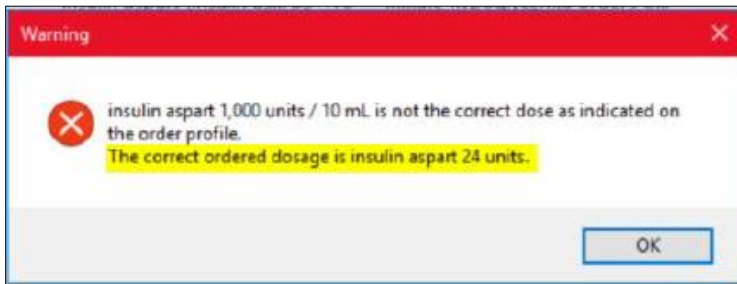 Warning
insulin aspart 1,000 units / 10 mL is not the correct dose as indicated on
the order profile.
The correct ordered dosage is insulin aspart 24 units.
OK